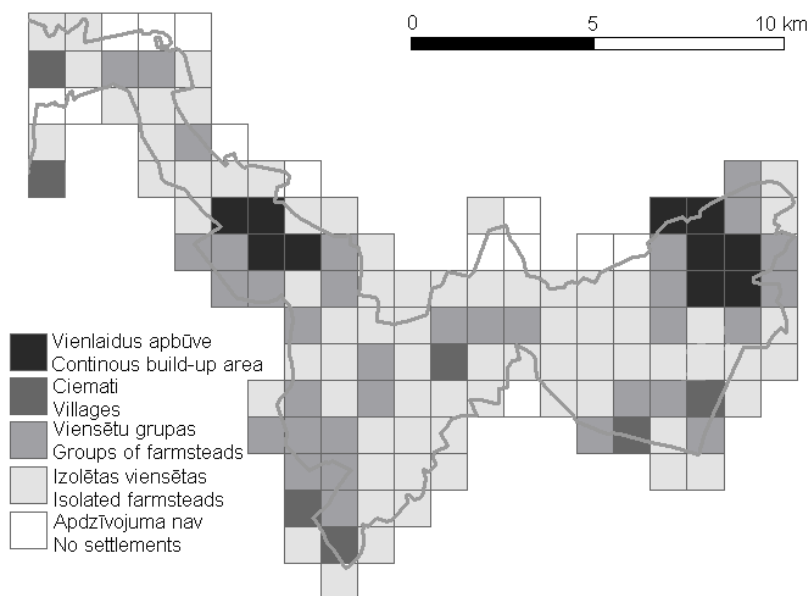 0 5 10 km
Vienlaidus apbūve
Continous build-up area
Ciemati
Villages
Viensētu grupas
Groups of farmsteads
Izolētas viensētas
Isolated farmsteads
Apdzīvojuma nav
No settlements